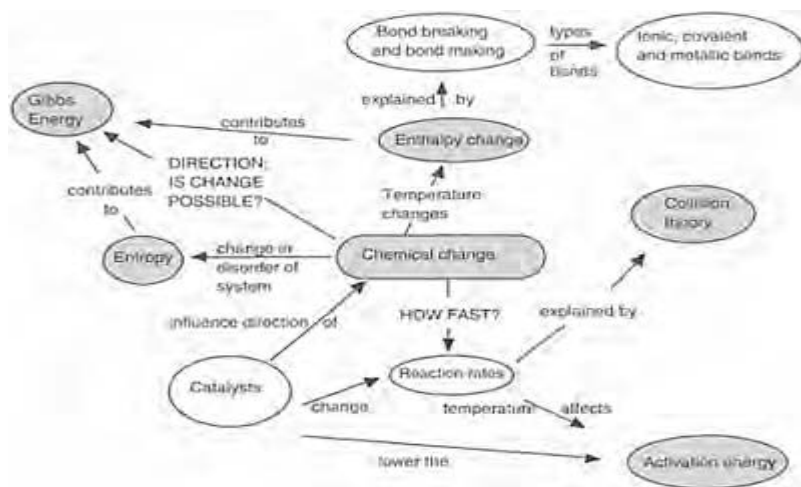 Bond breaking
and bond making
types
of
bonds
Ionic, covalent
and metallic bonds
explained by
Gibbs
Energy
contributes
to
Enthalpy change
DIRECTION;
IS CHANGE
POSSIBLE?
Temperature
changes
contributes
to
Collision
theory
Entropy
change in
disorder of
system
Chemical change
influence direction of
HOW FAST?
explained by
Catalysts
Reaction rates
change
temperature affects
lower the
Activation energy